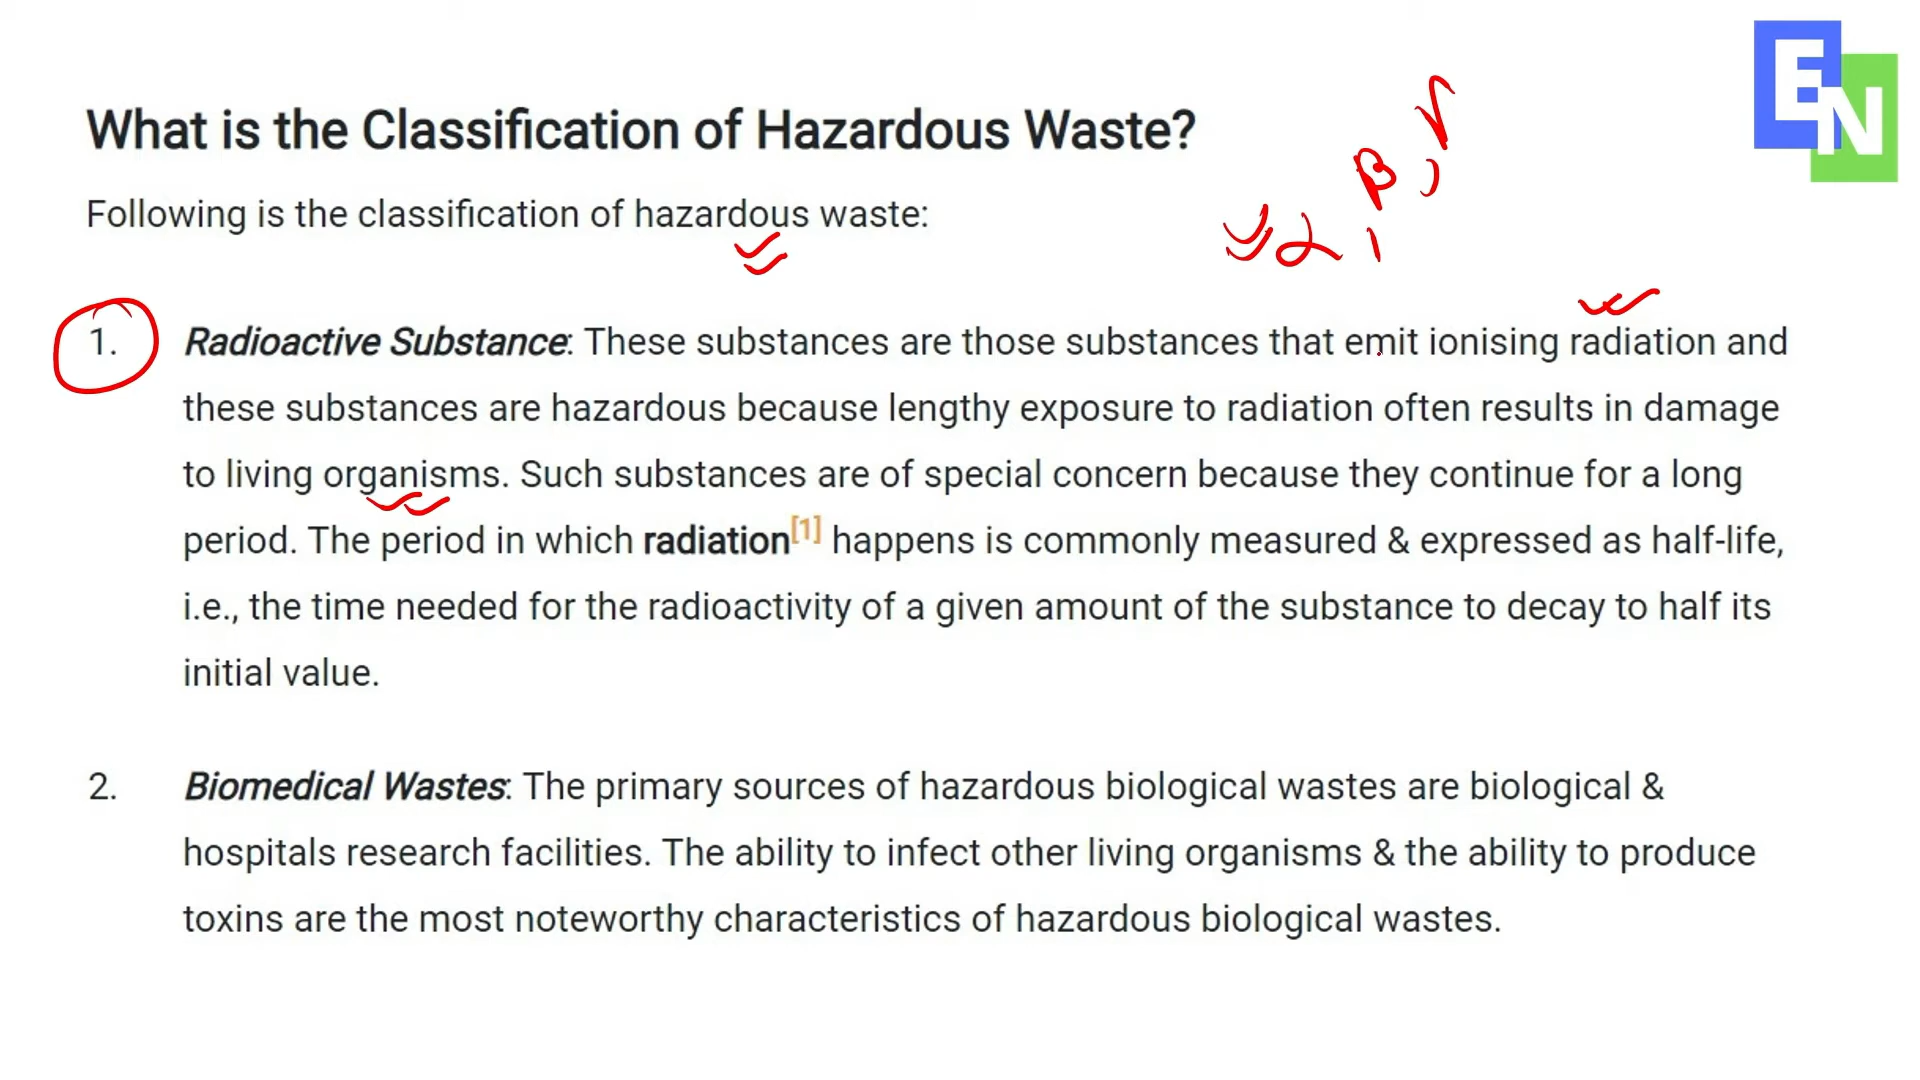 What is the Classification of Hazardous Waste?
EN
α, β, γ
Following is the classification of hazardous waste:
1. Radioactive Substance: These substances are those substances that emit ionising radiation and
these substances are hazardous because lengthy exposure to radiation often results in damage
to living organisms. Such substances are of special concern because they continue for a long
period. The period in which radiation[1] happens is commonly measured & expressed as half-life,
i.e., the time needed for the radioactivity of a given amount of the substance to decay to half its
initial value.
2. Biomedical Wastes: The primary sources of hazardous biological wastes are biological &
hospitals research facilities. The ability to infect other living organisms & the ability to produce
toxins are the most noteworthy characteristics of hazardous biological wastes.